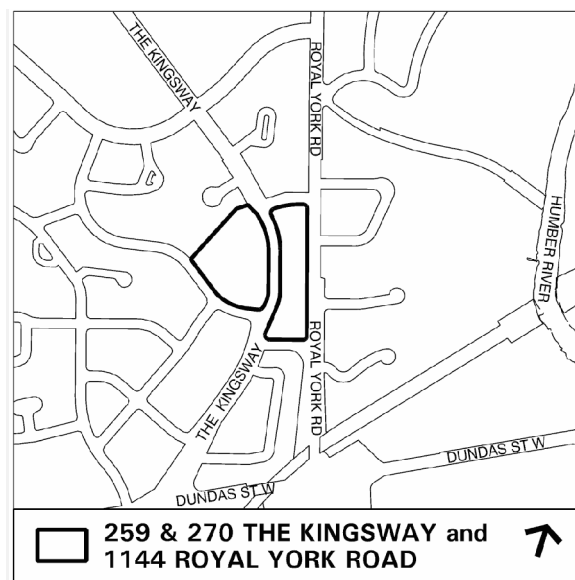 THE KINGSWAY
ROYAL YORK RD
HUMBER RIVER
ROYAL YORK RD
THE KINGSWAY
DUNDAS ST W
DUNDAS ST W
259 & 270 THE KINGSWAY and
1144 ROYAL YORK ROAD